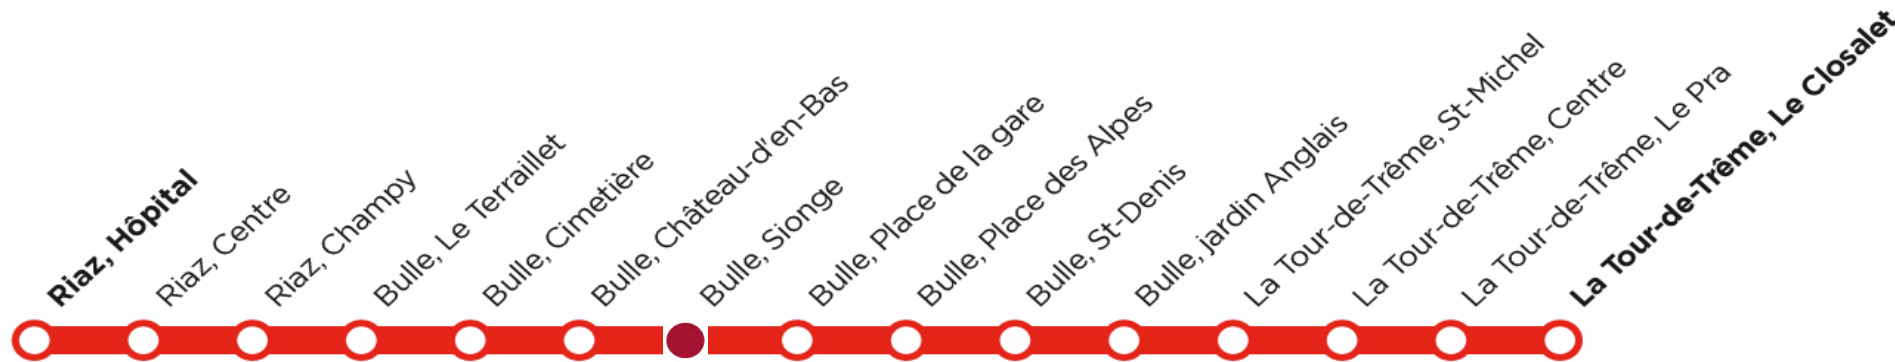 Riaz, Hôpital
Riaz, Centre
Riaz, Champy
Bulle, Le Terraillet
Bulle, Cimetière
Bulle, Château-d'en-Bas
Bulle, Sionge
Bulle, Place de la gare
Bulle, Place des Alpes
Bulle, St-Denis
Bulle, jardin Anglais
La Tour-de-Trême, St-Michel
La Tour-de-Trême, Centre
La Tour-de-Trême, Le Pra
La Tour-de-Trême, Le Closalet